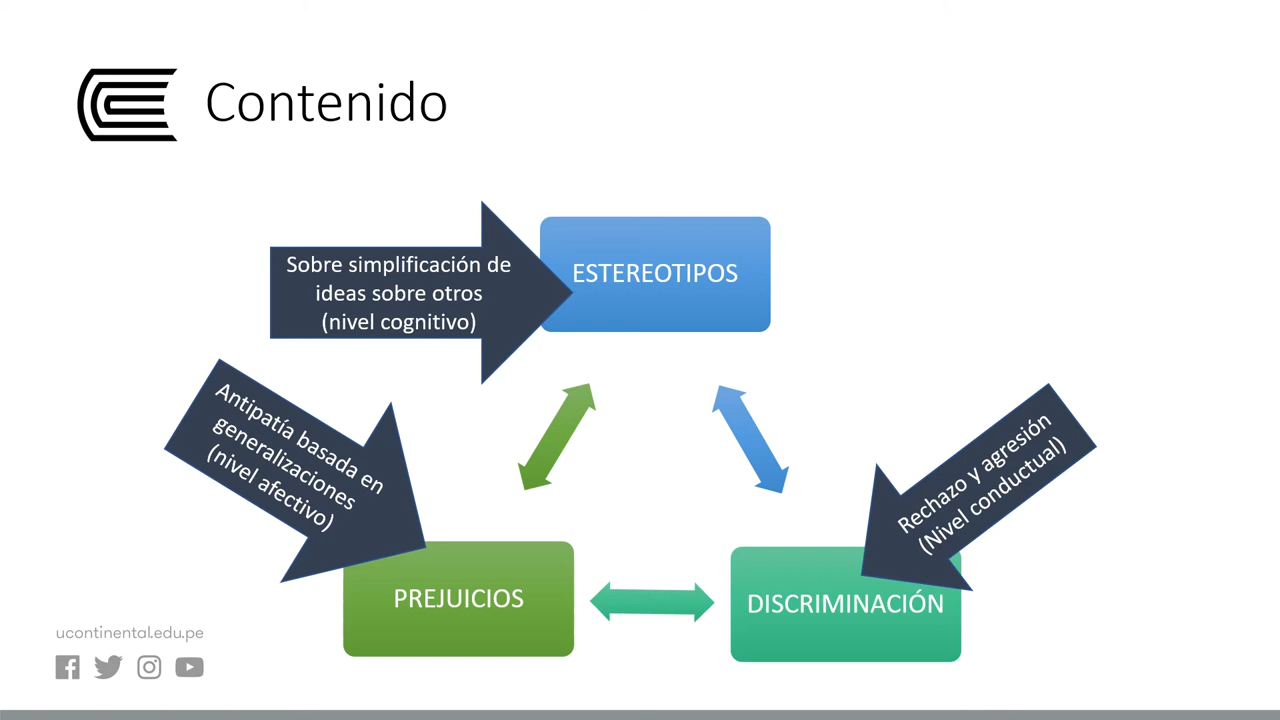 Contenido
Sobre simplificación de
ideas sobre otros
(nivel cognitivo)
ESTEREOTIPOS
Antipatía basada en
generalizaciones
(nivel afectivo)
Rechazo y agresión
(Nivel conductual)
PREJUICIOS
DISCRIMINACIÓN
ucontinental.edu.pe